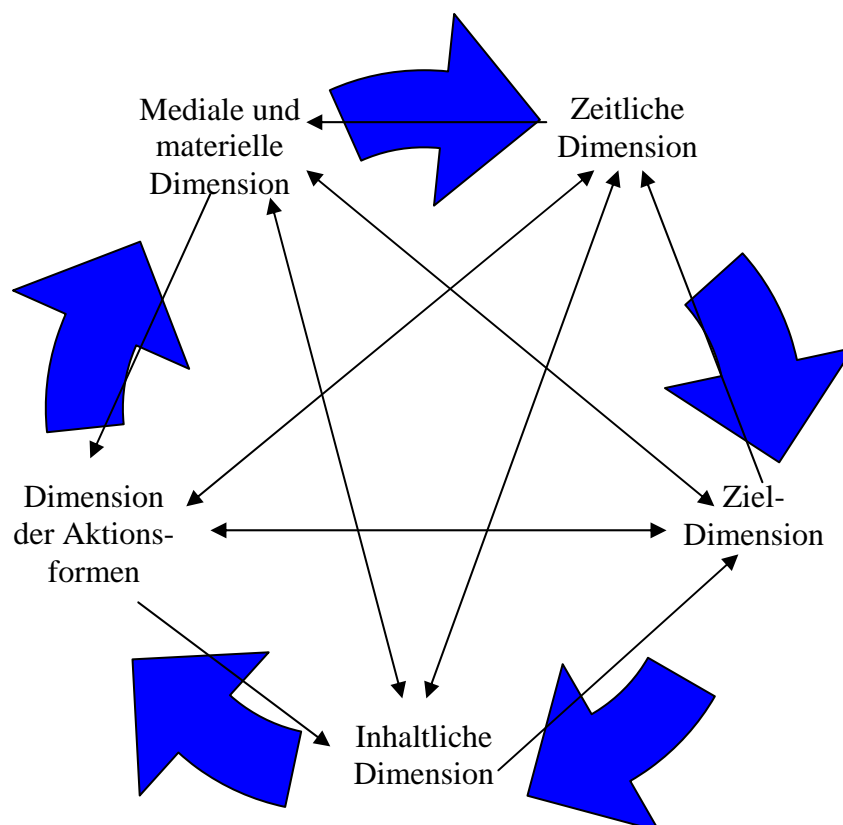 Mediale und
materielle
Dimension
Zeitliche
Dimension
Dimension
der Aktions-
formen
Ziel-
Dimension
Inhaltliche
Dimension